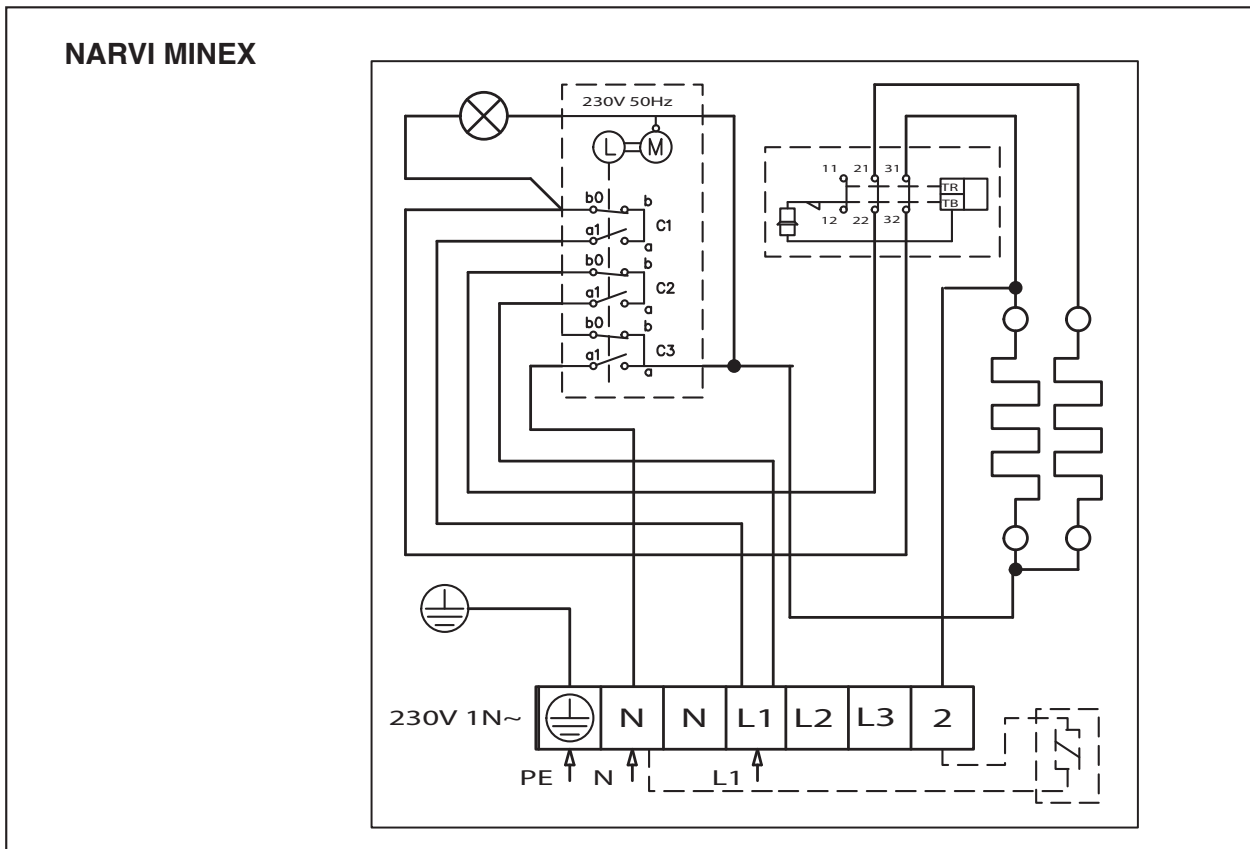 NARVI MINEX
230V 50Hz
L M
11 21 31
TR
TB
12 22 32
b0 b
C1
a1 a
b0 b
C2
a1 a
b0 b
C3
a1 a
230V 1N~ N N L1 L2 L3 2
PE N L1